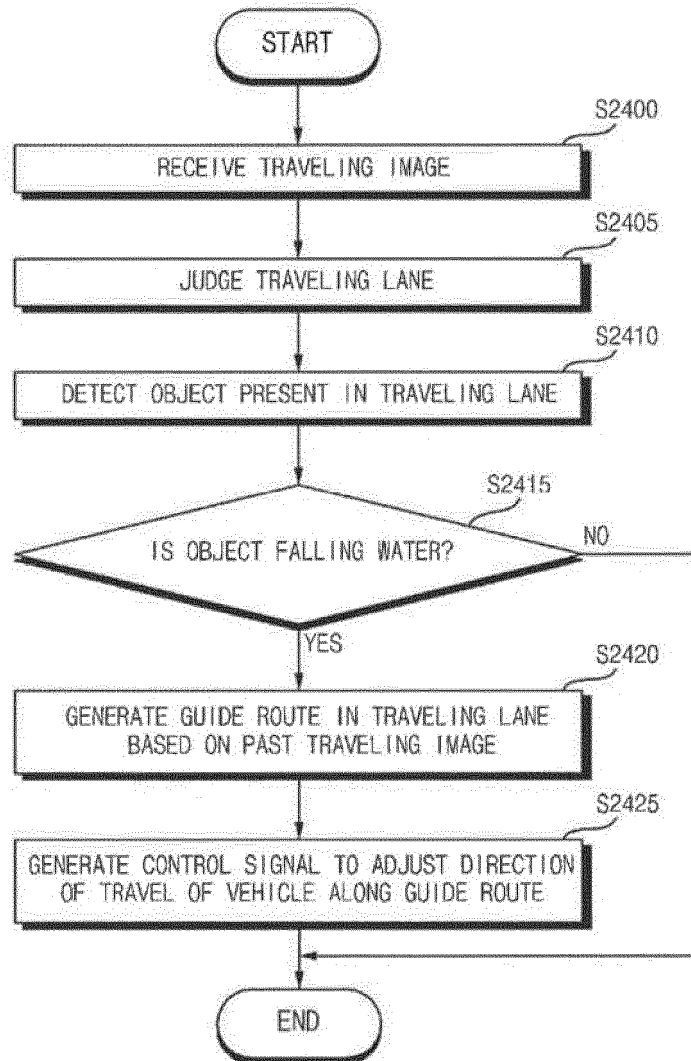 START
S2400
RECEIVE TRAVELING IMAGE
S2405
JUDGE TRAVELING LANE
S2410
DETECT OBJECT PRESENT IN TRAVELING LANE
S2415
IS OBJECT FALLING WATER?
NO
YES
S2420
GENERATE GUIDE ROUTE IN TRAVELING LANE
BASED ON PAST TRAVELING IMAGE
S2425
GENERATE CONTROL SIGNAL TO ADJUST DIRECTION
OF TRAVEL OF VEHICLE ALONG GUIDE ROUTE
END